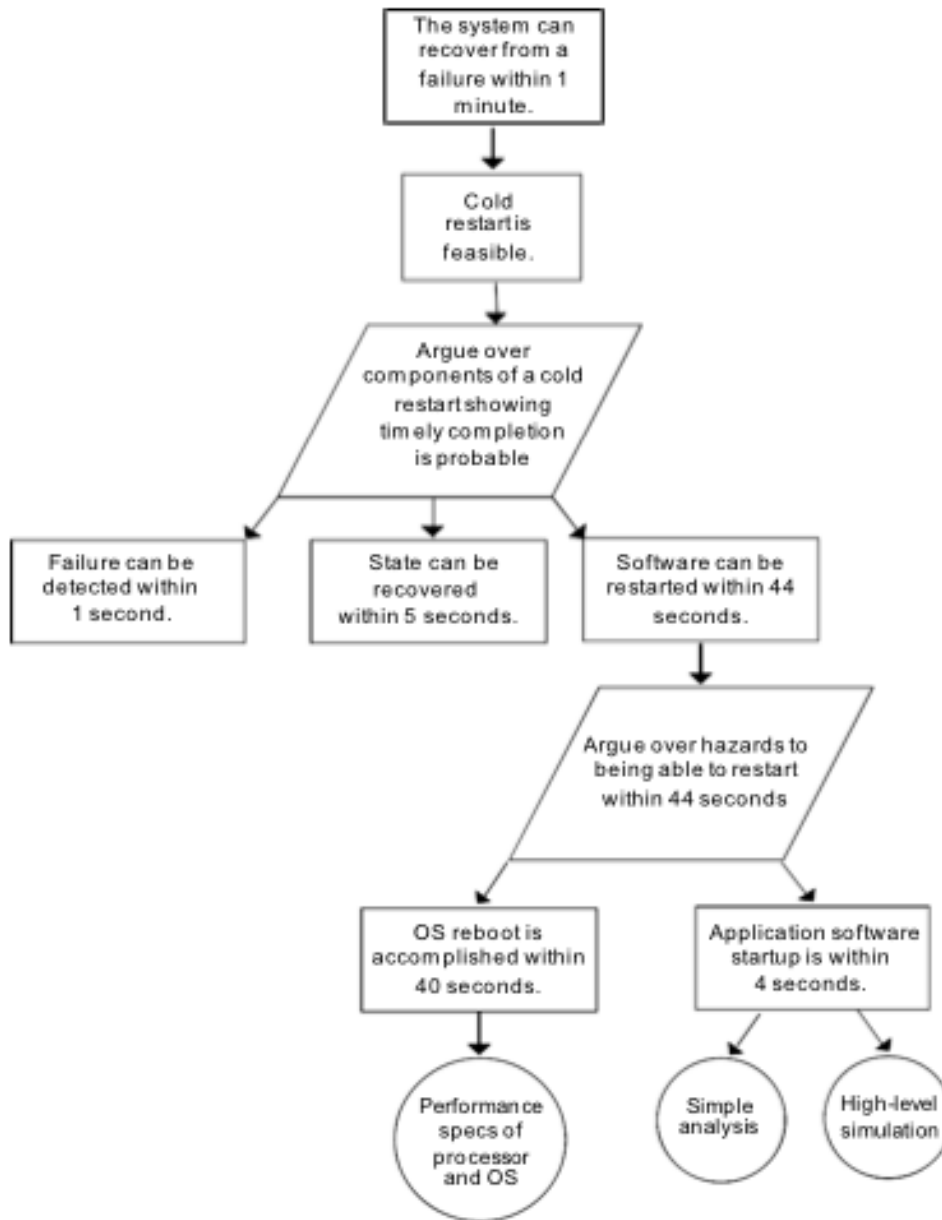 The system can
recover from a
failure within 1
minute.
Cold
restart is
feasible.
Argue over
components of a cold
restart showing
timely completion
is probable
Failure can be
detected within
1 second.
State can be
recovered
within 5 seconds.
Software can be
restarted within 44
seconds.
Argue over hazards to
being able to restart
within 44 seconds
OS reboot is
accomplished within
40 seconds.
Application software
startup is within
4 seconds.
Performance
specs of
processor
and OS
Simple
analysis
High-level
simulation